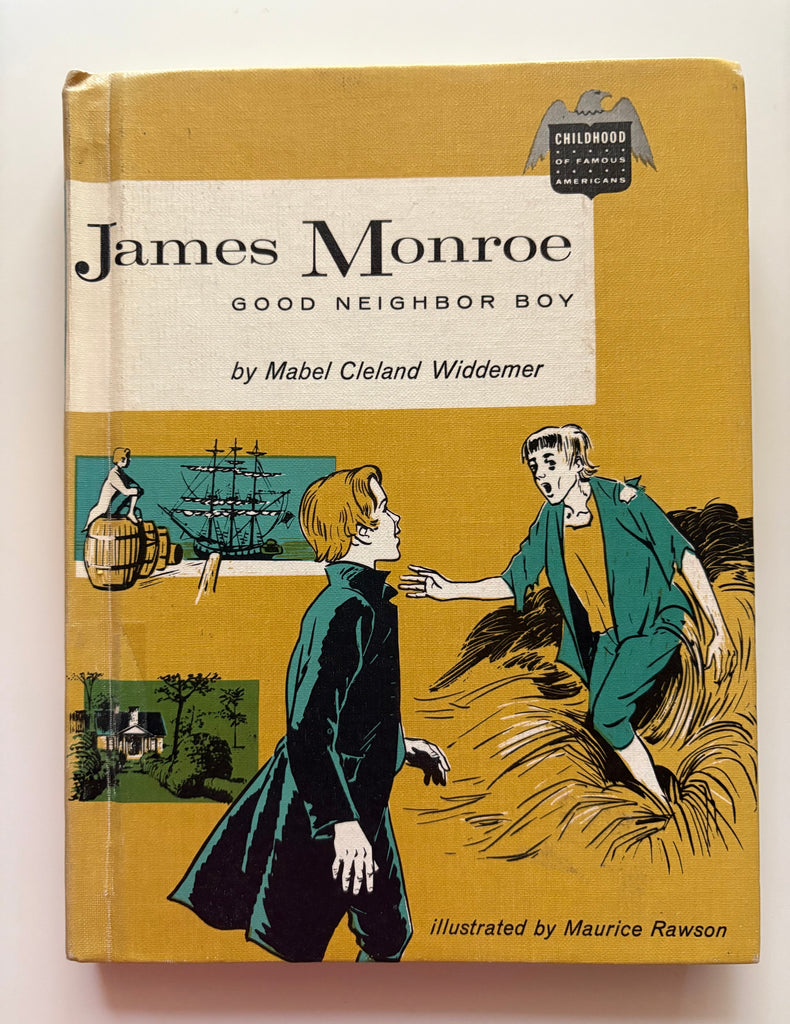 CHILDHOOD
OF FAMOUS
AMERICANS
James Monroe
GOOD NEIGHBOR BOY
by Mabel Cleland Widdemer
illustrated by Maurice Rawson